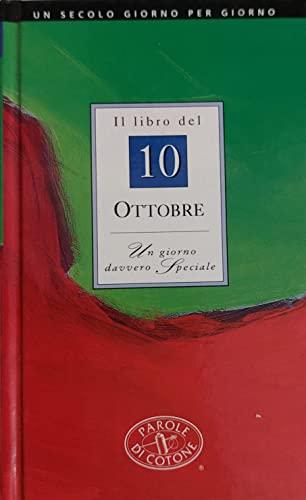 UN SECOLO GIORNO PER GIORNO
Il libro del
10
OTTOBRE
Un giorno
davvero Speciale
PAROLE
DI COTONE
®